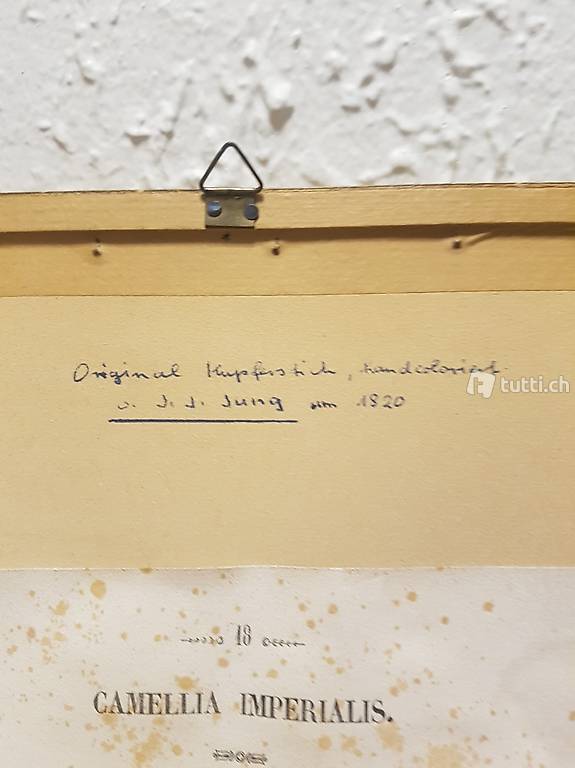 Original Kupferstich, handcoloriert
v. J. J. Jung um 1820
tutti.ch
18
CAMELLIA IMPERIALIS.